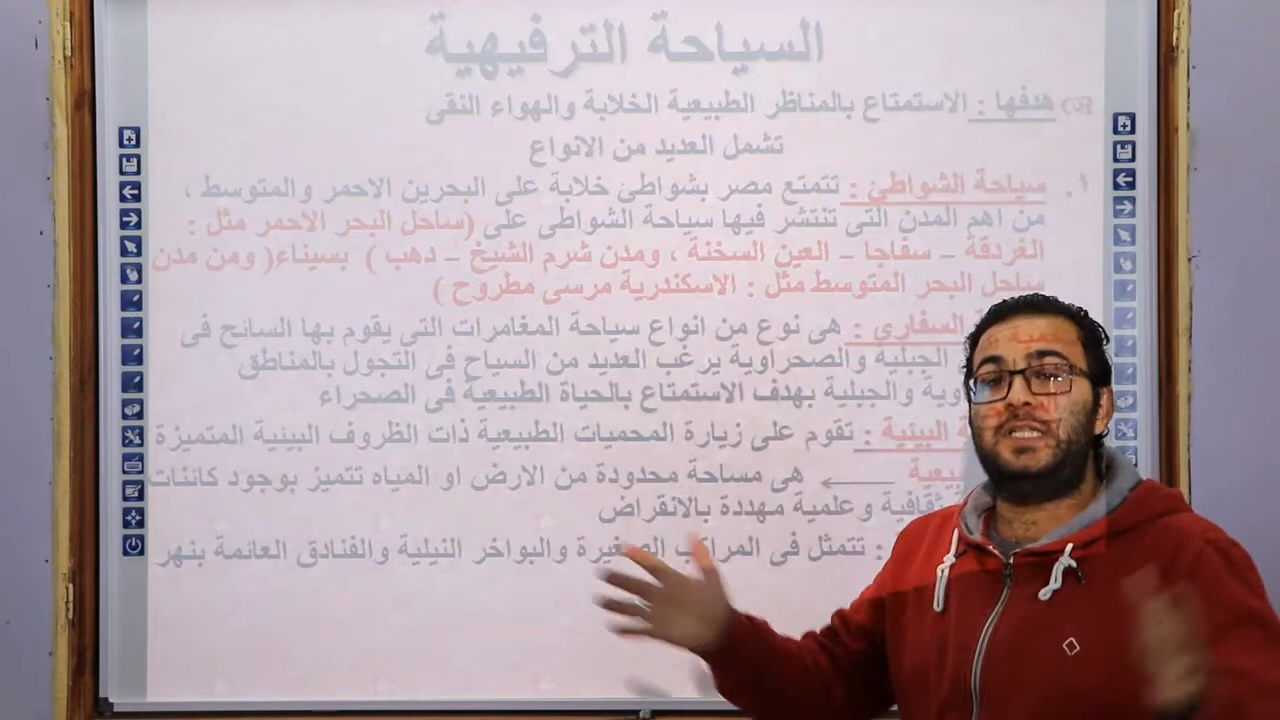 السياحة الترفيهية
هدفها : الاستمتاع بالمناظر الطبيعية الخلابة والهواء النقى
تشمل العديد من الانواع
١. سياحة الشواطئ : تتمتع مصر بشواطئ خلابة على البحرين الاحمر والمتوسط ،
من اهم المدن التى تنتشر فيها سياحة الشواطى على (ساحل البحر الاحمر مثل :
الغردقة – سفاجا – العين السخنة ، ومدن شرم الشيخ – دهب ) بسيناء( ومن مدن
ساحل البحر المتوسط مثل : الاسكندرية مرسى مطروح )
السفارى : هى نوع من انواع سياحة المغامرات التى يقوم بها السائح فى
الجبلية والصحراوية يرغب العديد من السياح فى التجول بالمناطق
والجبلية بهدف الاستمتاع بالحياة الطبيعية فى الصحراء
البيئية : تقوم على زيارة المحميات الطبيعية ذات الظروف البيئية المتميزة
هى مساحة محدودة من الارض او المياه تتميز بوجود كائنات
ثقافية وعلمية مهددة بالانقراض
: تتمثل فى المراكب الصغيرة والبواخر النيلية والفنادق العائمة بنهر